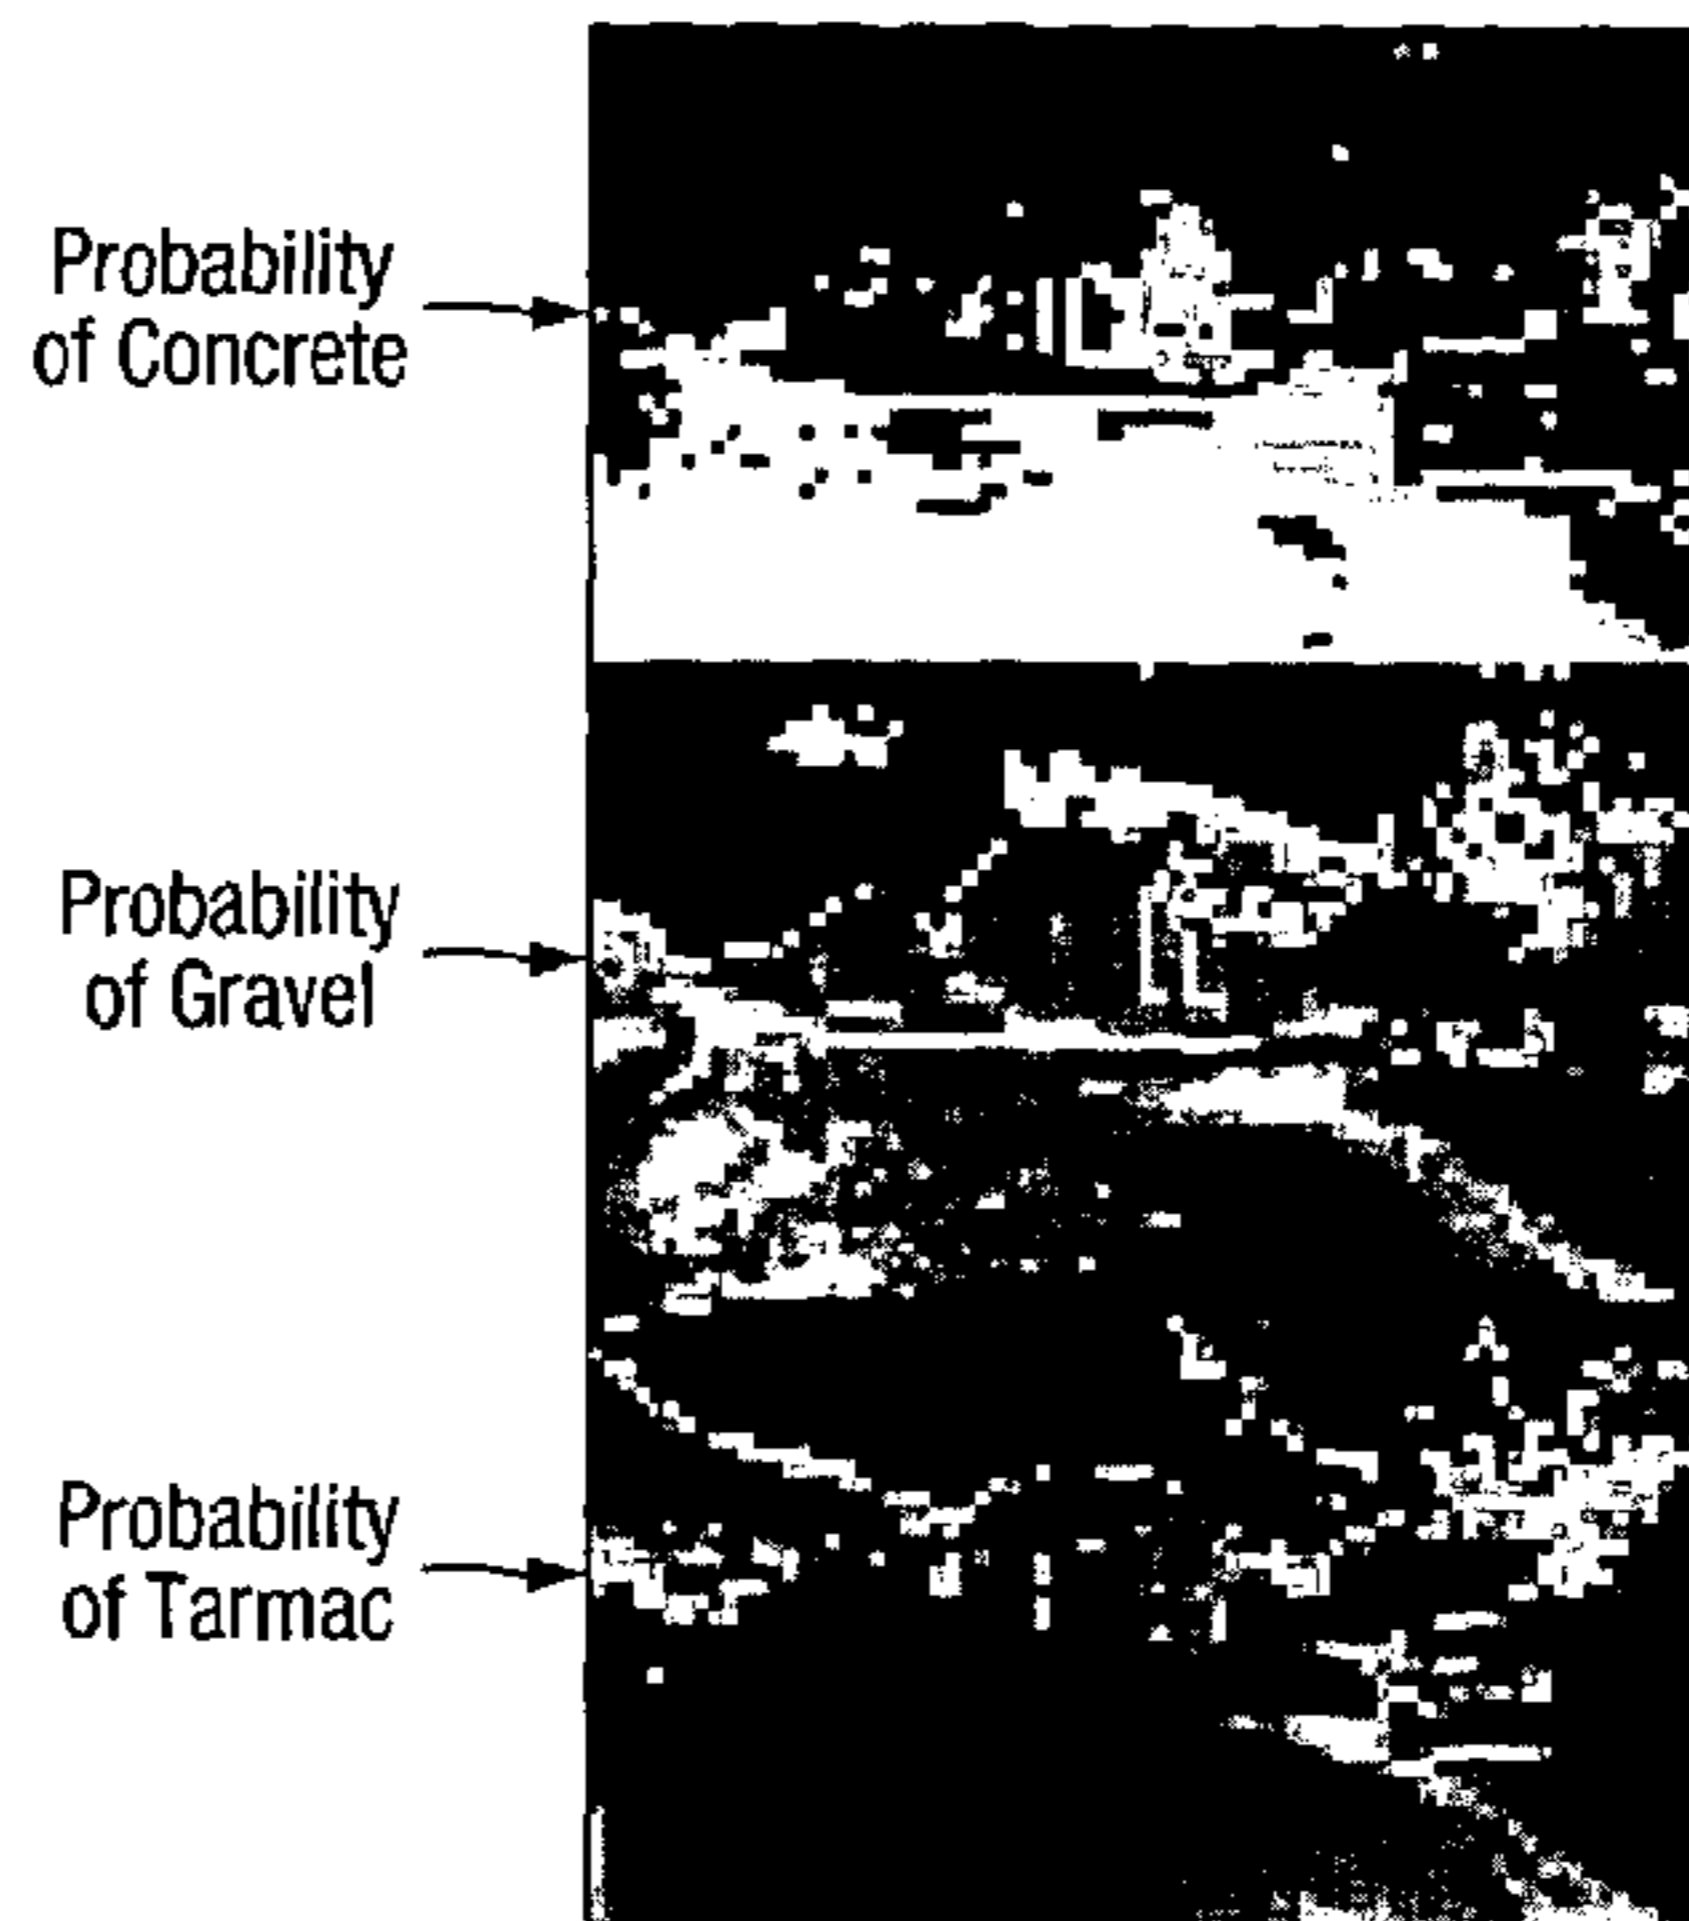 Probability
of Concrete
Probability
of Gravel
Probability
of Tarmac